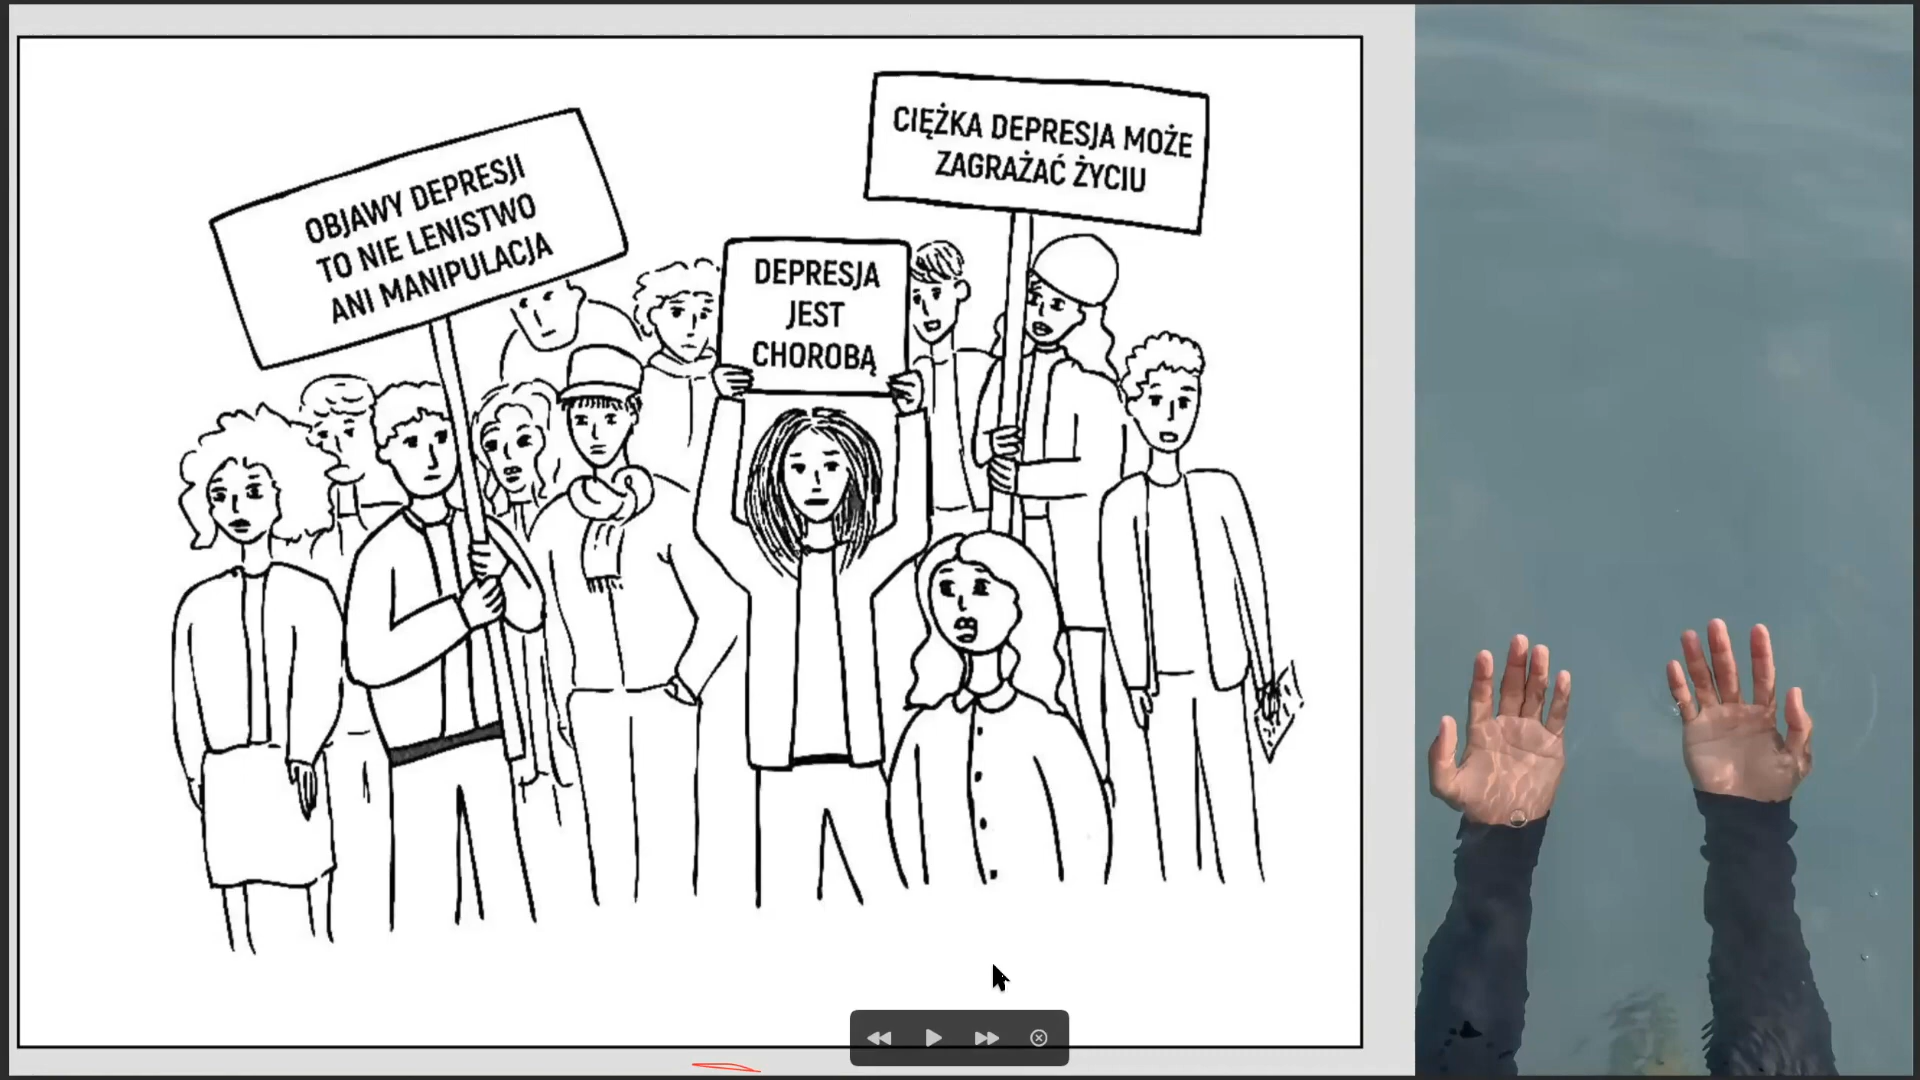 OBJAWY DEPRESJI
TO NIE LENISTWO
ANI MANIPULACJA
DEPRESJA
JEST
CHOROBĄ
CIĘŻKA DEPRESJA MOŻE
ZAGRAŻAĆ ŻYCIU